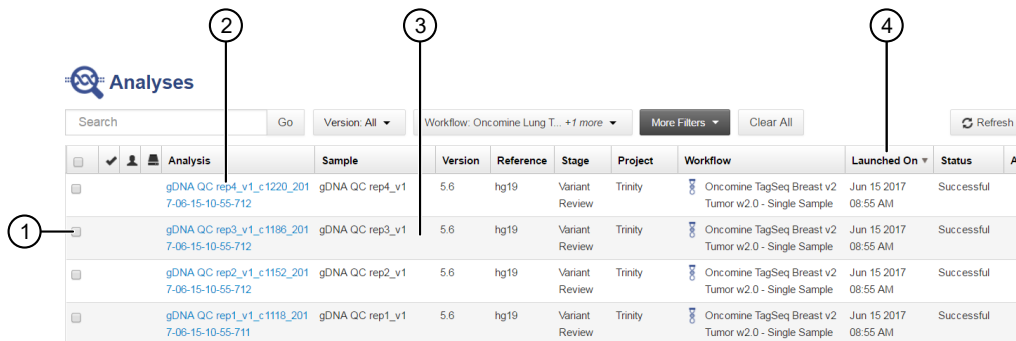 2 3 4
Analyses
Search Go Version: All Workflow: Oncomine Lung T... +1 more More Filters Clear All Refresh
Analysis Sample Version Reference Stage Project Workflow Launched On Status A
gDNA QC rep4_v1_c1220_201 gDNA QC rep4_v1 5.6 hg19 Variant Trinity Oncomine TagSeq Breast v2 Jun 15 2017 Successful
7-06-15-10-55-712 Review Tumor w2.0 - Single Sample 08:55 AM
1 gDNA QC rep3_v1_c1186_201 gDNA QC rep3_v1 5.6 hg19 Variant Trinity Oncomine TagSeq Breast v2 Jun 15 2017 Successful
7-06-15-10-55-712 Review Tumor w2.0 - Single Sample 08:55 AM
gDNA QC rep2_v1_c1152_201 gDNA QC rep2_v1 5.6 hg19 Variant Trinity Oncomine TagSeq Breast v2 Jun 15 2017 Successful
7-06-15-10-55-712 Review Tumor w2.0 - Single Sample 08:55 AM
gDNA QC rep1_v1_c1118_201 gDNA QC rep1_v1 5.6 hg19 Variant Trinity Oncomine TagSeq Breast v2 Jun 15 2017 Successful
7-06-15-10-55-711 Review Tumor w2.0 - Single Sample 08:55 AM